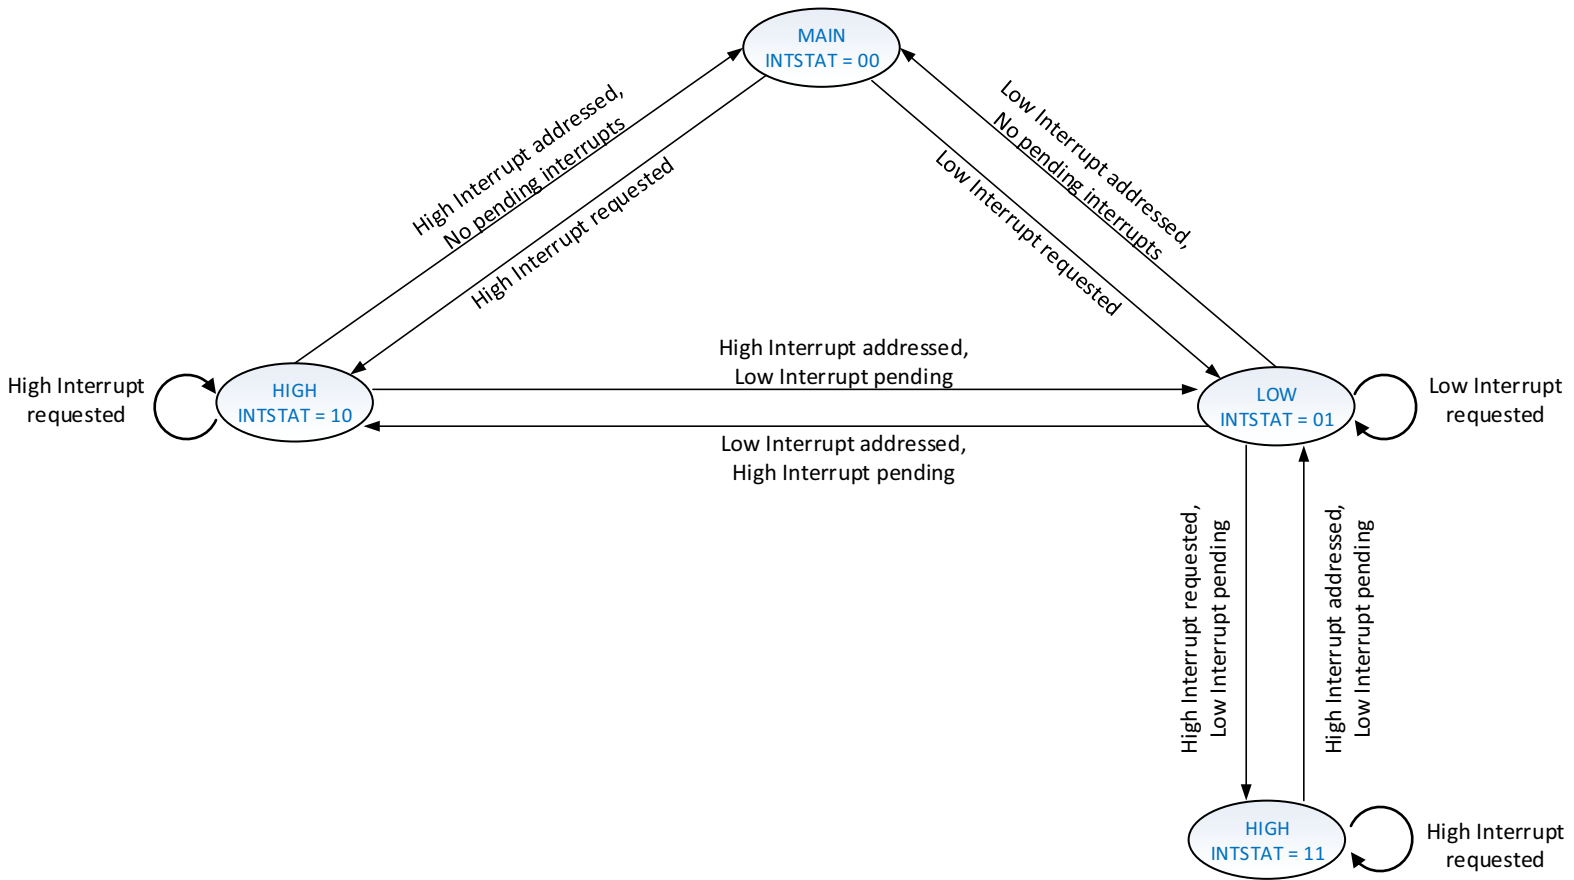 MAIN
INTSTAT = 00
High Interrupt addressed,
No pending interrupts
High Interrupt requested
Low Interrupt addressed,
No pending interrupts
Low Interrupt requested
High Interrupt
requested
HIGH
INTSTAT = 10
High Interrupt addressed,
Low Interrupt pending
Low Interrupt addressed,
High Interrupt pending
LOW
INTSTAT = 01
Low Interrupt
requested
High Interrupt requested,
Low Interrupt pending
High Interrupt addressed,
Low Interrupt pending
HIGH
INTSTAT = 11
High Interrupt
requested